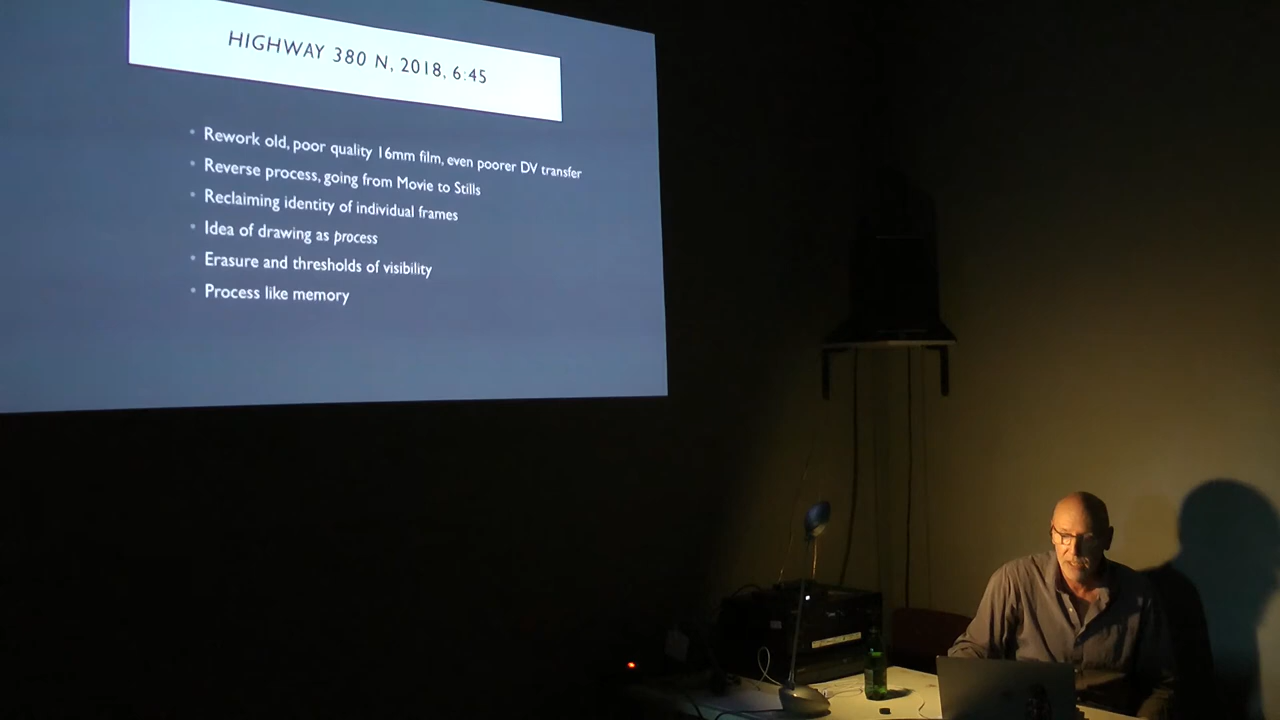 HIGHWAY 380 N, 2018, 6:45
• Rework old, poor quality 16mm film, even poorer DV transfer
• Reverse process, going from Movie to Stills
• Reclaiming identity of individual frames
• Idea of drawing as process
• Erasure and thresholds of visibility
• Process like memory